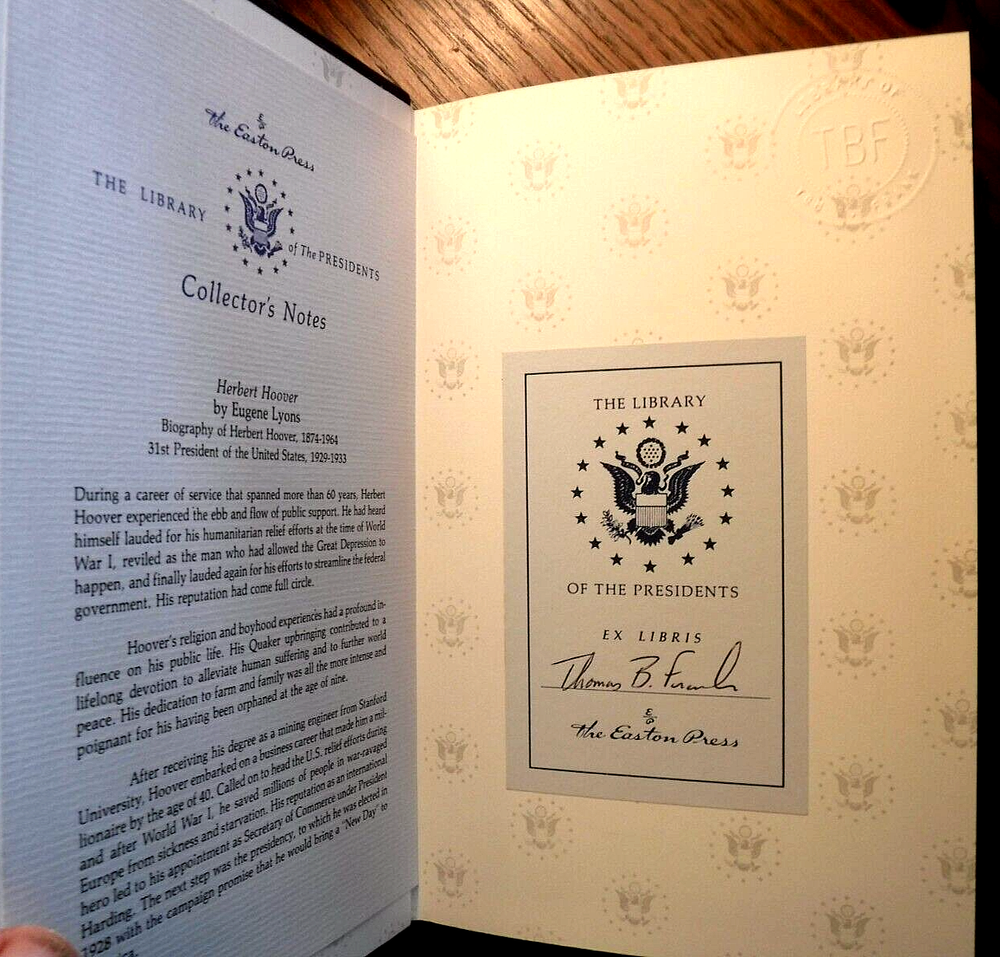 the Easton Press
THE LIBRARY of The PRESIDENTS
Collector's Notes
Herbert Hoover
by Eugene Lyons
Biography of Herbert Hoover, 1874-1964
31st President of the United States, 1929-1933
During a career of service that spanned more than 60 years, Herbert
Hoover experienced the ebb and flow of public support. He had heard
himself lauded for his humanitarian relief efforts at the time of World
War I, reviled as the man who had allowed the Great Depression to
happen, and finally lauded again for his efforts to streamline the federal
government. His reputation had come full circle.
Hoover's religion and boyhood experiences had a profound in-
fluence on his public life. His Quaker upbringing contributed to a
lifelong devotion to alleviate human suffering and to further world
peace. His dedication to farm and family was all the more intense and
poignant for his having been orphaned at the age of nine.
After receiving his degree as a mining engineer from Stanford
University, Hoover embarked on a business career that made him a mil-
lionaire by the age of 40. Called on to head the U.S. relief efforts during
and after World War I, he saved millions of people in war-ravaged
Europe from sickness and starvation. His reputation as an international
hero led to his appointment as Secretary of Commerce under President
Harding. The next step was the presidency, to which he was elected in
1928 with the campaign promise that he would bring a "New Day" to
TBF
THE LIBRARY
OF THE PRESIDENTS
EX LIBRIS
Thomas B.
the Easton Press